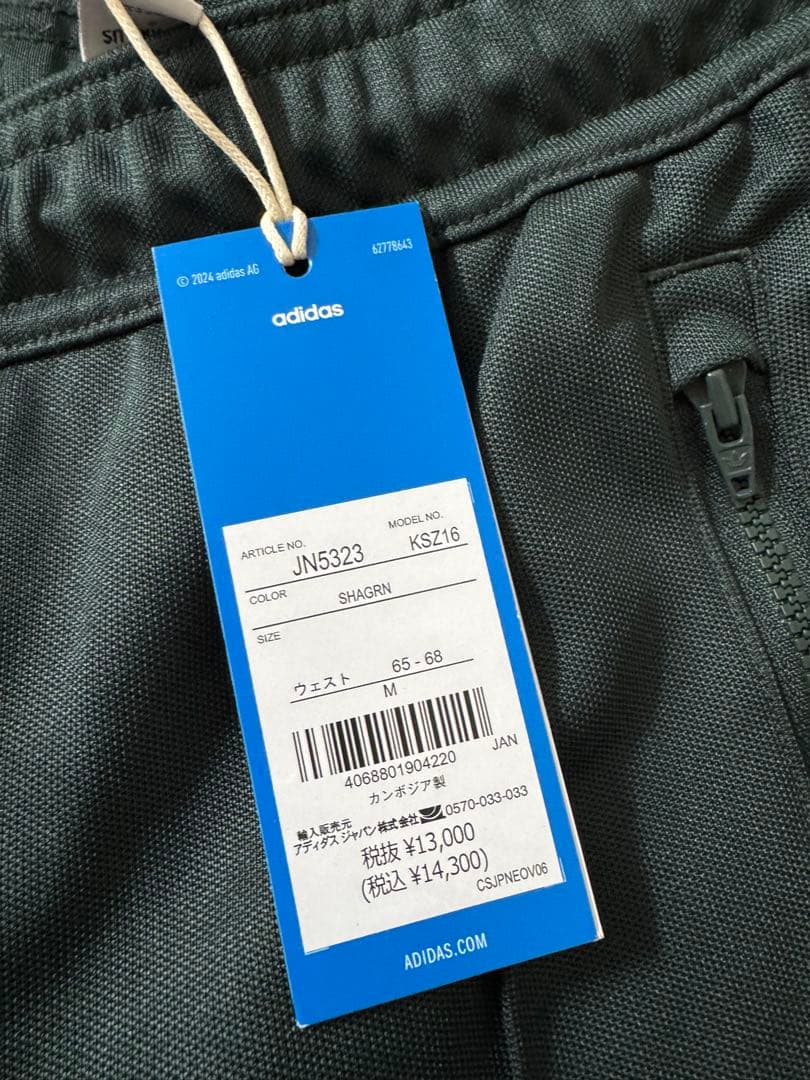 © 2024 adidas AG
62778643
adidas
ARTICLE NO. JN5323
MODEL NO. KSZ16
COLOR SHAGRN
SIZE
ウェスト 65 - 68
M
4068801904220 JAN
カンボジア製
輸入販売元
アディダス ジャパン株式会社 0570-033-033
税抜 ¥13,000
(税込 ¥14,300)
CSJPNEOV06
ADIDAS.COM